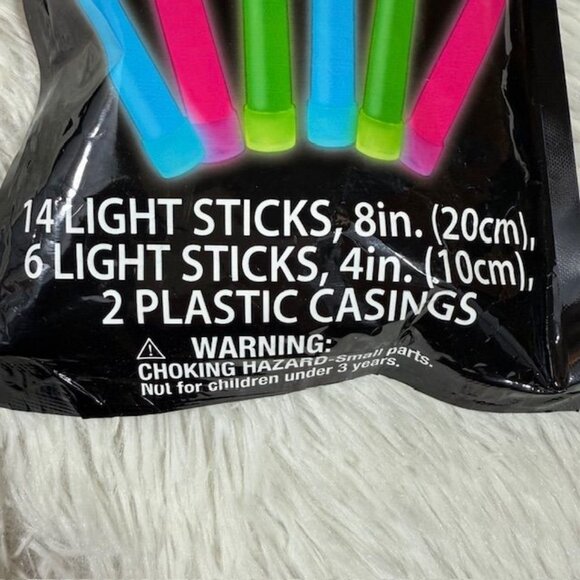 14 LIGHT STICKS, 8in. (20cm),
6 LIGHT STICKS, 4in. (10cm),
2 PLASTIC CASINGS
WARNING:
CHOKING HAZARD-Small parts.
Not for children under 3 years.